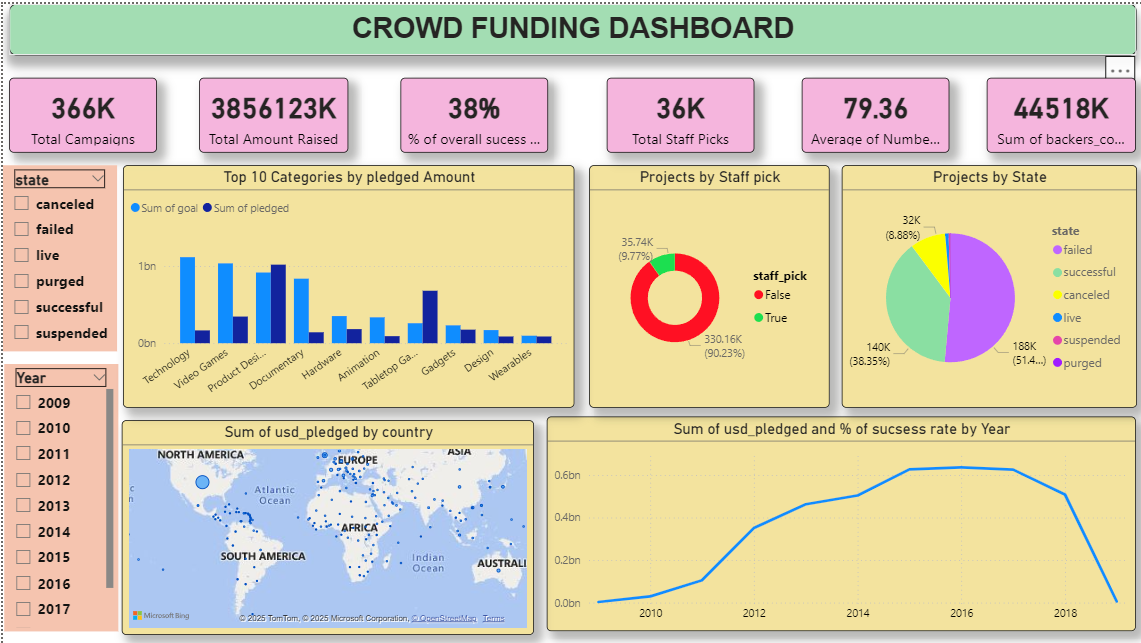 CROWD FUNDING DASHBOARD
...
366K
Total Campaigns
3856123K
Total Amount Raised
38%
% of overall sucess ...
36K
Total Staff Picks
79.36
Average of Numbe...
44518K
Sum of backers_co...
state
canceled
failed
live
purged
successful
suspended
Year
2009
2010
2011
2012
2013
2014
2015
2016
2017
Top 10 Categories by pledged Amount
Sum of goal
Sum of pledged
1bn
0bn
Technology
Video Games
Product Desi...
Documentary
Hardware
Animation
Tabletop Ga...
Gadgets
Design
Wearables
Projects by Staff pick
35.74K
(9.77%)
330.16K
(90.23%)
staff_pick
False
True
Projects by State
32K
(8.88%)
140K
(38.35%)
188K
(51.4...)
state
failed
successful
canceled
live
suspended
purged
Sum of usd_pledged by country
NORTH AMERICA
EUROPE
ASIA
Atlantic
Ocean
AFRICA
SOUTH AMERICA
Indian
Ocean
AUSTRALI
Microsoft Bing
© 2025 TomTom, © 2025 Microsoft Corporation, © OpenStreetMap Terms
Sum of usd_pledged and % of sucsess rate by Year
0.6bn
0.4bn
0.2bn
0.0bn
2010
2012
2014
2016
2018